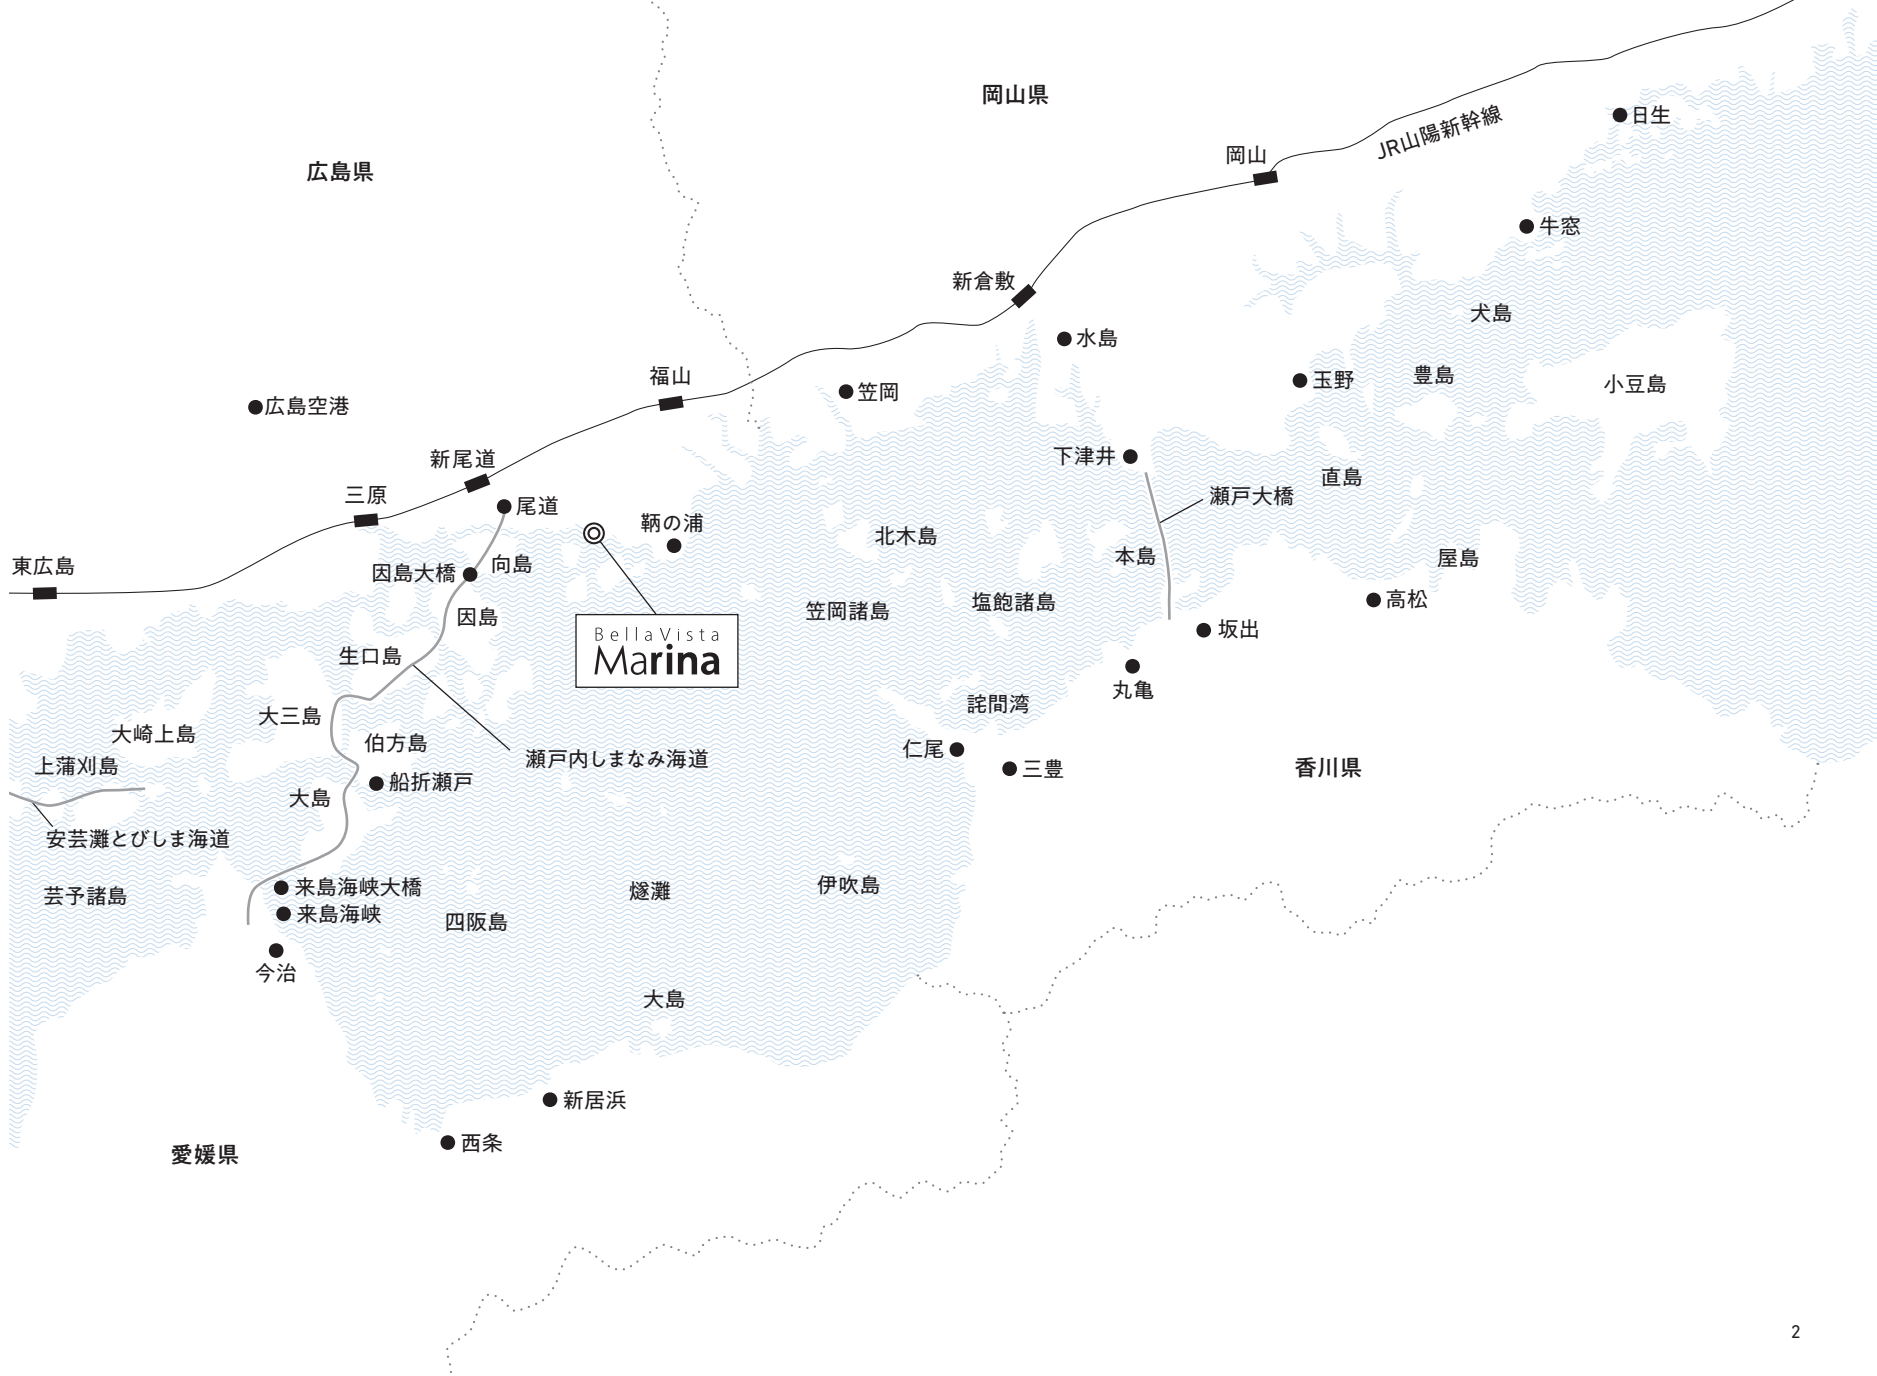 岡山県
JR山陽新幹線
日生
岡山
広島県
牛窓
新倉敷
犬島
水島
福山
豊島
玉野
小豆島
笠岡
広島空港
下津井
新尾道
直島
三原
瀬戸大橋
尾道
鞆の浦
北木島
本島
屋島
東広島
向島
因島大橋
高松
塩飽諸島
笠岡諸島
因島
坂出
BellaVista
Marina
生口島
丸亀
詫間湾
大三島
大崎上島
伯方島
仁尾
瀬戸内しまなみ海道
上蒲刈島
三豊
香川県
船折瀬戸
大島
安芸灘とびしま海道
来島海峡大橋
伊吹島
燧灘
芸予諸島
来島海峡
四阪島
今治
大島
新居浜
西条
愛媛県
2